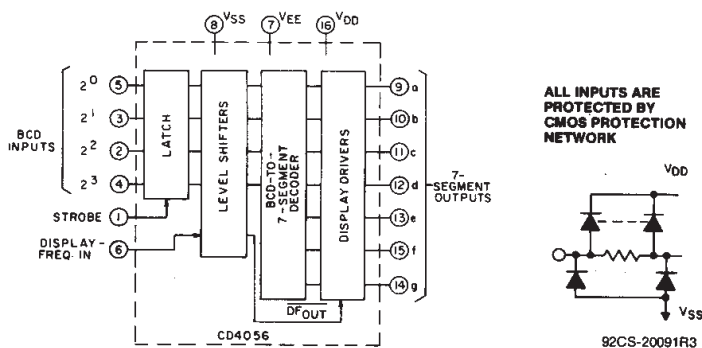 8 VSS
7 VEE
16 VDD
BCD
INPUTS
2⁰ 5
2¹ 3
2² 2
2³ 4
STROBE 1
DISPLAY-
FREQ. IN 6
LATCH
LEVEL SHIFTERS
BCD-TO-
7-SEGMENT
DECODER
DISPLAY DRIVERS
9 a
10 b
11 c
12 d
13 e
15 f
14 g
7-
SEGMENT
OUTPUTS
DFOUT
CD4056
ALL INPUTS ARE
PROTECTED BY
CMOS PROTECTION
NETWORK
VDD
VSS
92CS-20091R3